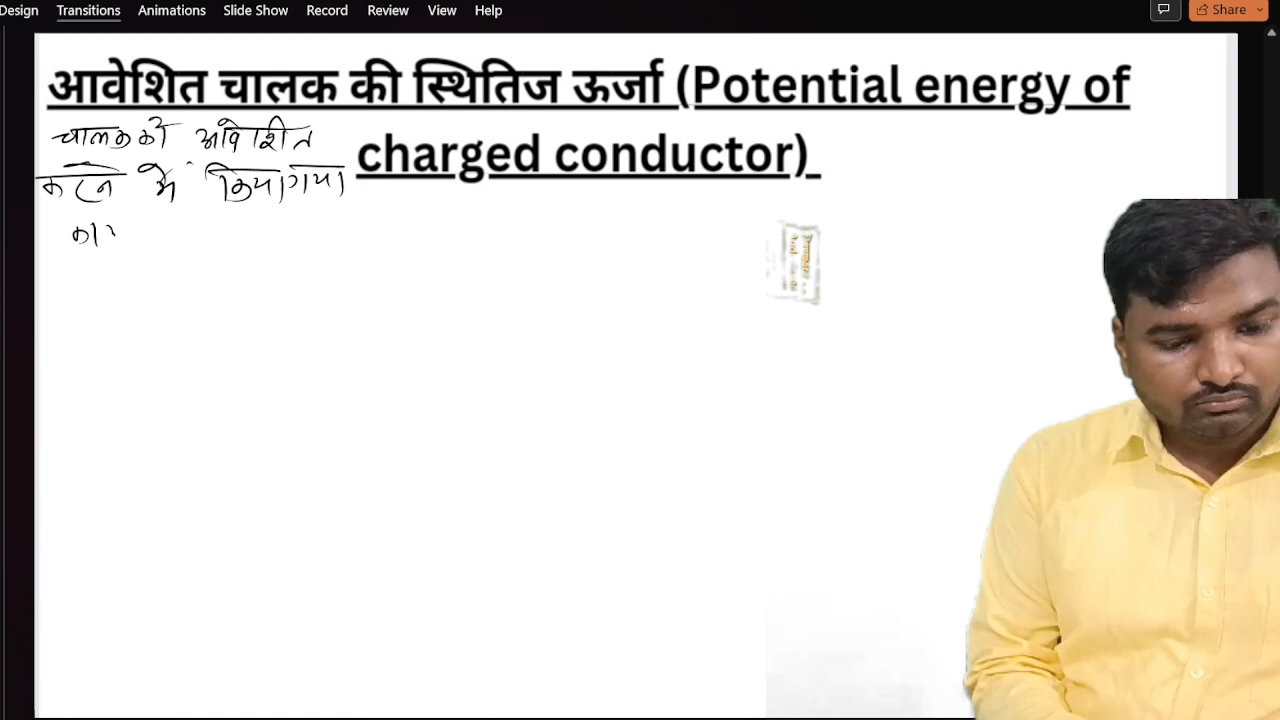 Design Transitions Animations Slide Show Record Review View Help Share
आवेशित चालक की स्थितिज ऊर्जा (Potential energy of
charged conductor)
चालक को आवेशित
करने में किया गया